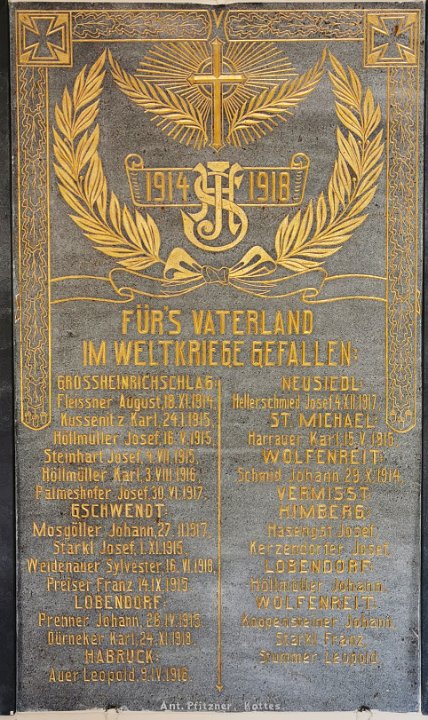 1914 IHS 1918
FÜR'S VATERLAND
IM WELTKRIEGE GEFALLEN:
GROSSHEINRICHSCHLAG:
Fleissner August, 18.XI.1914.
Kussenitz Karl, 24.I.1915.
Höllmüller Josef, 16.V.1915.
Steinhart Josef, 4.VII.1915.
Höllmüller Karl, 3.VIII.1916.
Palmeshofer Josef, 30.VI.1917.
GSCHWENDT:
Mosgöller Johann, 27.II.1917.
Starkl Josef, 1.XI.1915.
Weidenauer Sylvester 16.VI.1918.
Preiser Franz 14.IX.1915.
LOBENDORF:
Prenner Johann, 28.IV.1915.
Dürneker Karl, 24.XI.1918.
HABRUCK:
Auer Leopold, 9.IV.1916.
NEUSIEDL:
Hellerschmied Josef, 4.XII.1917.
ST. MICHAEL:
Harrauer Karl, 15.V.1916.
WOLFENREIT:
Schmid Johann 29.X.1914.
VERMISST:
HIMBERG:
Hasengst Josef,
Kerzendorfer Josef,
LOBENDORF:
Höllmüller Johann,
WOLFENREIT:
Knopensteiner Johann,
Starkl Franz,
Stummer Leopold,
Ant. Pfitzner, Kottes.